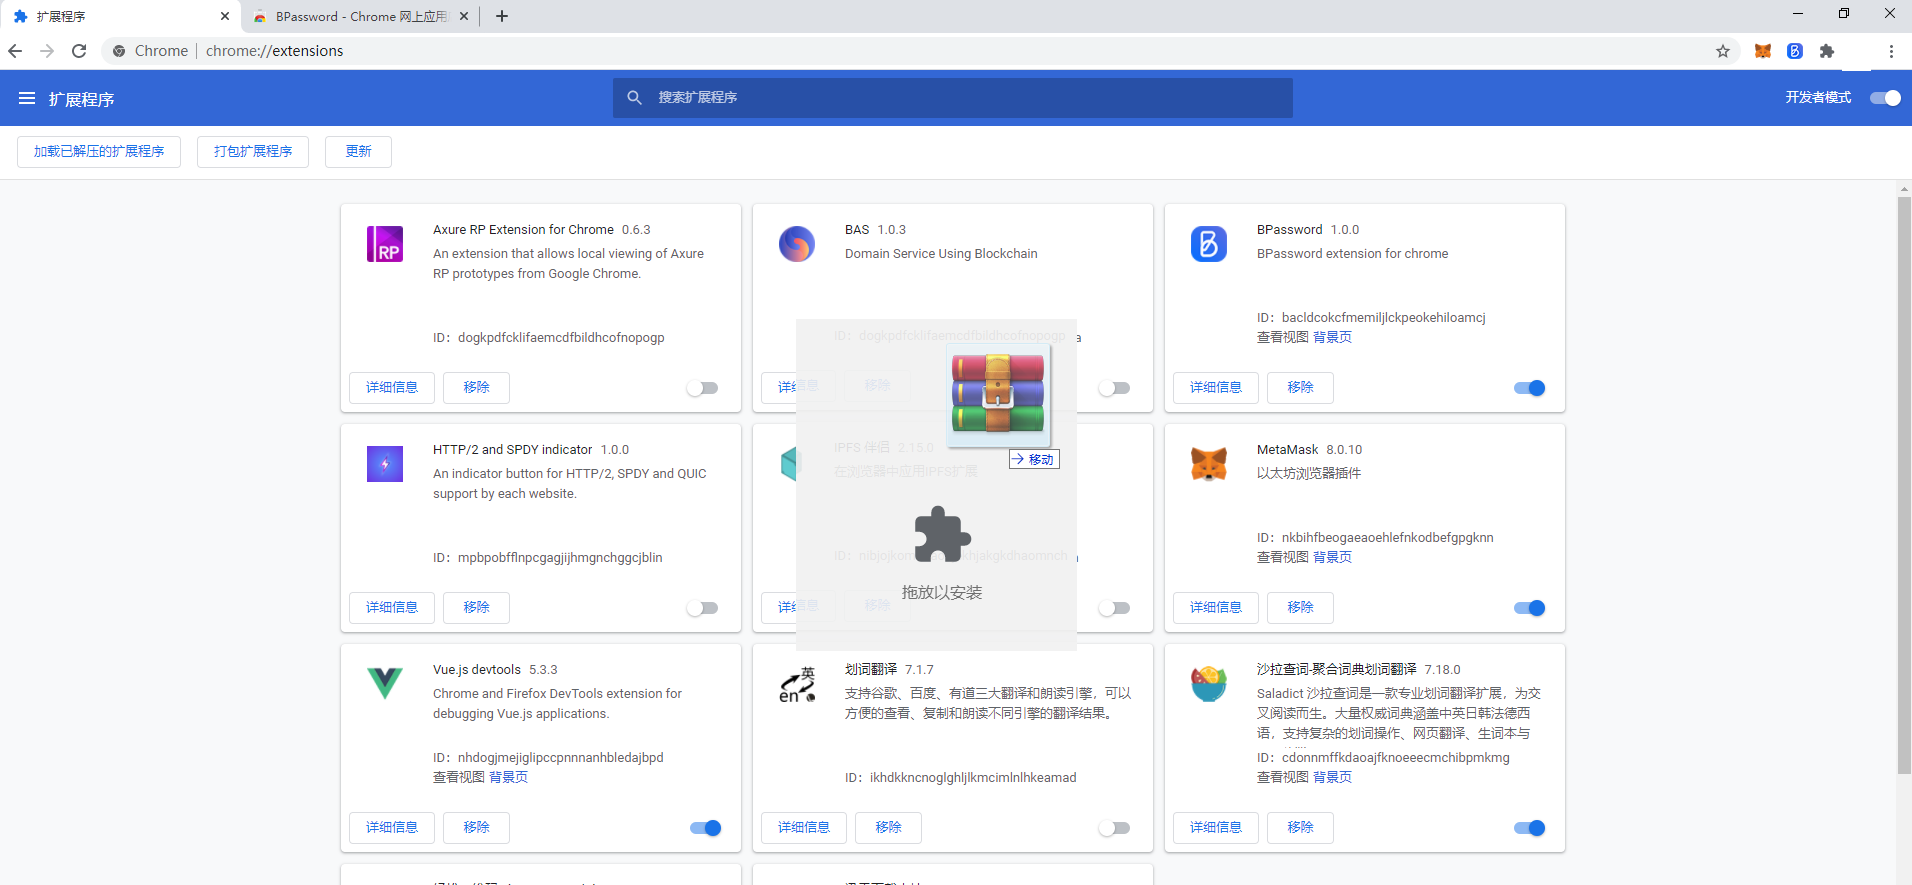 扩展程序
BPassword - Chrome 网上应用
Chrome
chrome://extensions
扩展程序
搜索扩展程序
开发者模式
加载已解压的扩展程序
打包扩展程序
更新
Axure RP Extension for Chrome 0.6.3
An extension that allows local viewing of Axure
RP prototypes from Google Chrome.
ID：dogkpdfcklifaemcdfbildhcofnopogp
详细信息
移除
BAS 1.0.3
Domain Service Using Blockchain
ID：dogkpdfcklifaemcdfbildhcofnopogp
a
详细信息
移除
BPassword 1.0.0
BPassword extension for chrome
ID：bacldcokcfmemiljlckpeokehiloamcj
查看视图 背景页
详细信息
移除
移动
拖放以安装
HTTP/2 and SPDY indicator 1.0.0
An indicator button for HTTP/2, SPDY and QUIC
support by each website.
ID：mpbpobfflnpcgagjijhmgnchggcjblin
详细信息
移除
IPFS 伴侣 2.15.0
在浏览器中应用IPFS扩展
详细信息
移除
MetaMask 8.0.10
以太坊浏览器插件
ID：nkbihfbeogaeaoehlefnkodbefgpgknn
查看视图 背景页
详细信息
移除
Vue.js devtools 5.3.3
Chrome and Firefox DevTools extension for
debugging Vue.js applications.
ID：nhdogjmejiglipccpnnnanhbledajbpd
查看视图 背景页
详细信息
移除
英
en
划词翻译 7.1.7
支持谷歌、百度、有道三大翻译和朗读引擎，可以
方便的查看、复制和朗读不同引擎的翻译结果。
ID：ikhdkkncnoglghljlkmcimlnlhkeamad
详细信息
移除
沙拉查词-聚合词典划词翻译 7.18.0
Saladict 沙拉查词是一款专业划词翻译扩展，为交
叉阅读而生。大量权威词典涵盖中英日韩法德西
语，支持复杂的划词操作、网页翻译、生词本与
ID：cdonnmffkdaoajfknoeeecmchibpmkmg
查看视图 背景页
详细信息
移除